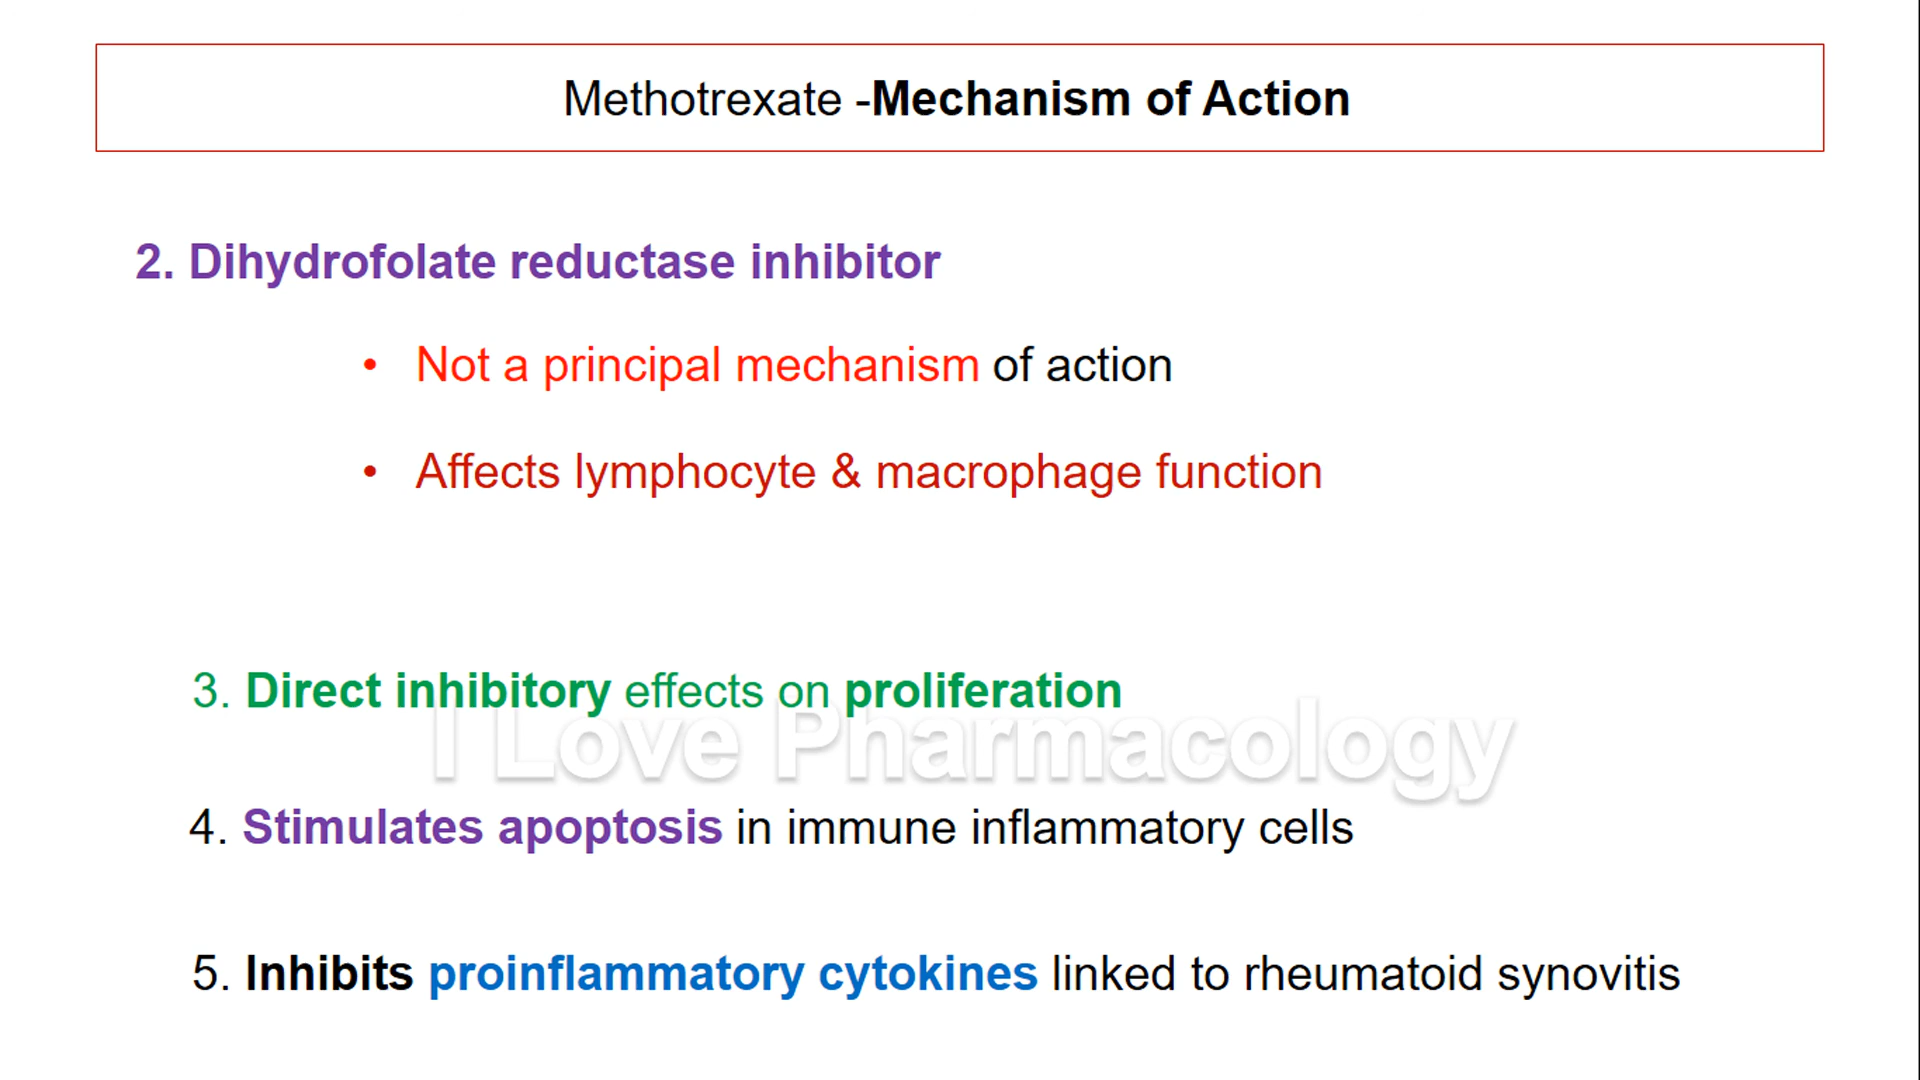 Methotrexate -Mechanism of Action
2. Dihydrofolate reductase inhibitor
• Not a principal mechanism of action
• Affects lymphocyte & macrophage function
3. Direct inhibitory effects on proliferation
I Love Pharmacology
4. Stimulates apoptosis in immune inflammatory cells
5. Inhibits proinflammatory cytokines linked to rheumatoid synovitis